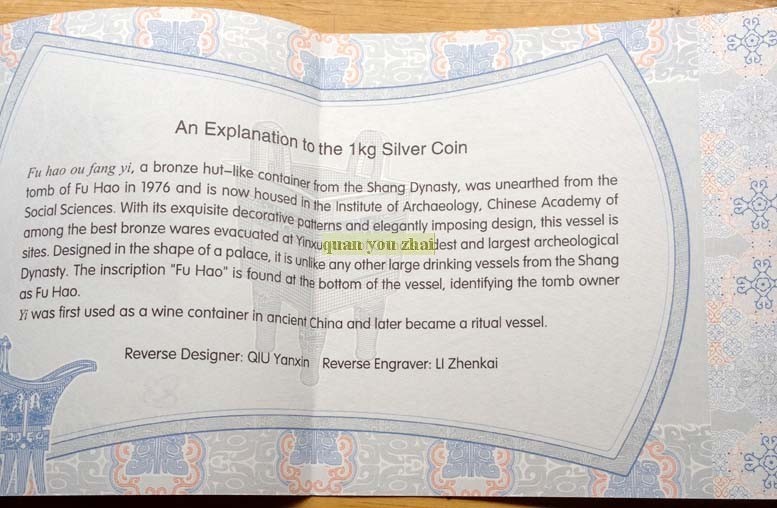 An Explanation to the 1kg Silver Coin
Fu hao ou fang yi, a bronze hut-like container from the Shang Dynasty, was unearthed from the
tomb of Fu Hao in 1976 and is now housed in the Institute of Archaeology, Chinese Academy of
Social Sciences. With its exquisite decorative patterns and elegantly imposing design, this vessel is
among the best bronze wares evacuated at Yinxu quan you zhai dest and largest archeological
sites. Designed in the shape of a palace, it is unlike any other large drinking vessels from the Shang
Dynasty. The inscription "Fu Hao" is found at the bottom of the vessel, identifying the tomb owner
as Fu Hao.
Yi was first used as a wine container in ancient China and later became a ritual vessel.
Reverse Designer: QIU Yanxin Reverse Engraver: LI Zhenkai